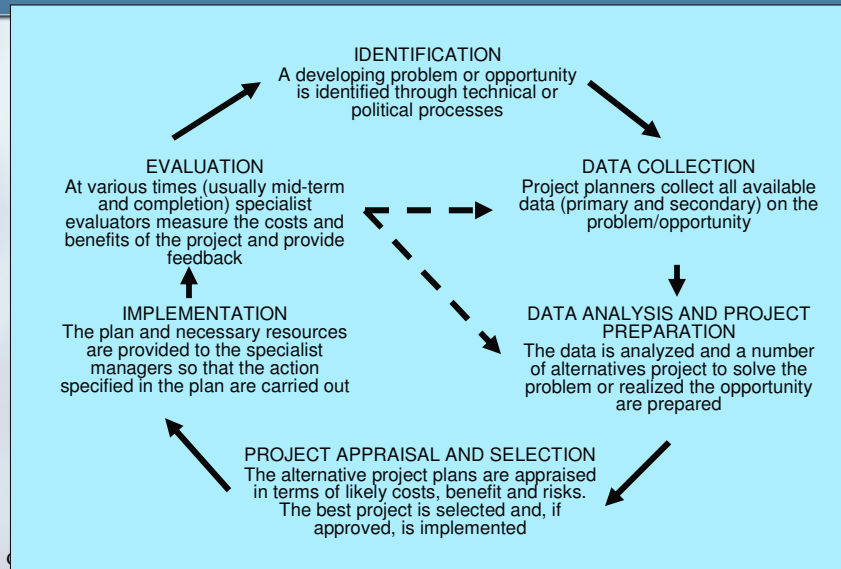 IDENTIFICATION
A developing problem or opportunity
is identified through technical or
political processes
EVALUATION
At various times (usually mid-term
and completion) specialist
evaluators measure the costs and
benefits of the project and provide
feedback
DATA COLLECTION
Project planners collect all available
data (primary and secondary) on the
problem/opportunity
IMPLEMENTATION
The plan and necessary resources
are provided to the specialist
managers so that the action
specified in the plan are carried out
DATA ANALYSIS AND PROJECT
PREPARATION
The data is analyzed and a number
of alternatives project to solve the
problem or realized the opportunity
are prepared
PROJECT APPRAISAL AND SELECTION
The alternative project plans are appraised
in terms of likely costs, benefit and risks.
The best project is selected and, if
approved, is implemented